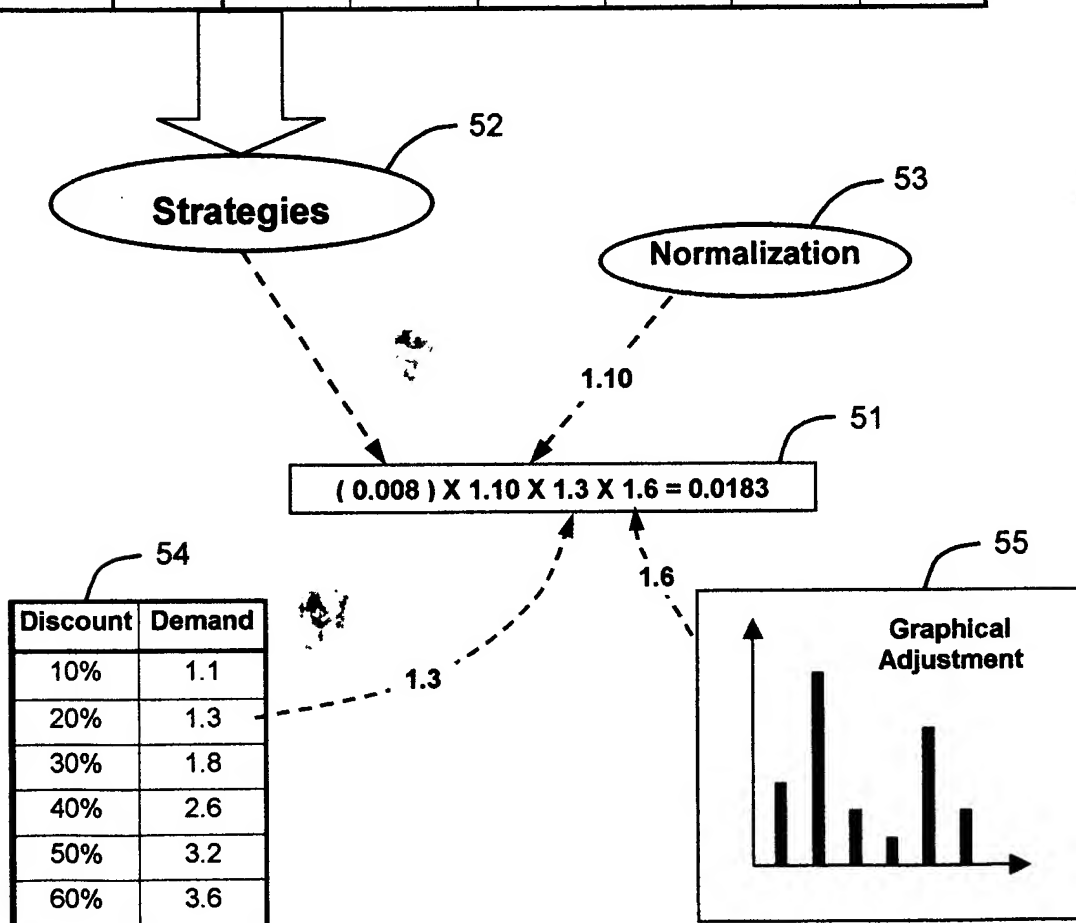 52
Strategies
53
Normalization
1.10
51
( 0.008 ) X 1.10 X 1.3 X 1.6 = 0.0183
54
55
1.6
Discount Demand
10% 1.1
20% 1.3
30% 1.8
40% 2.6
50% 3.2
60% 3.6
1.3
Graphical
Adjustment